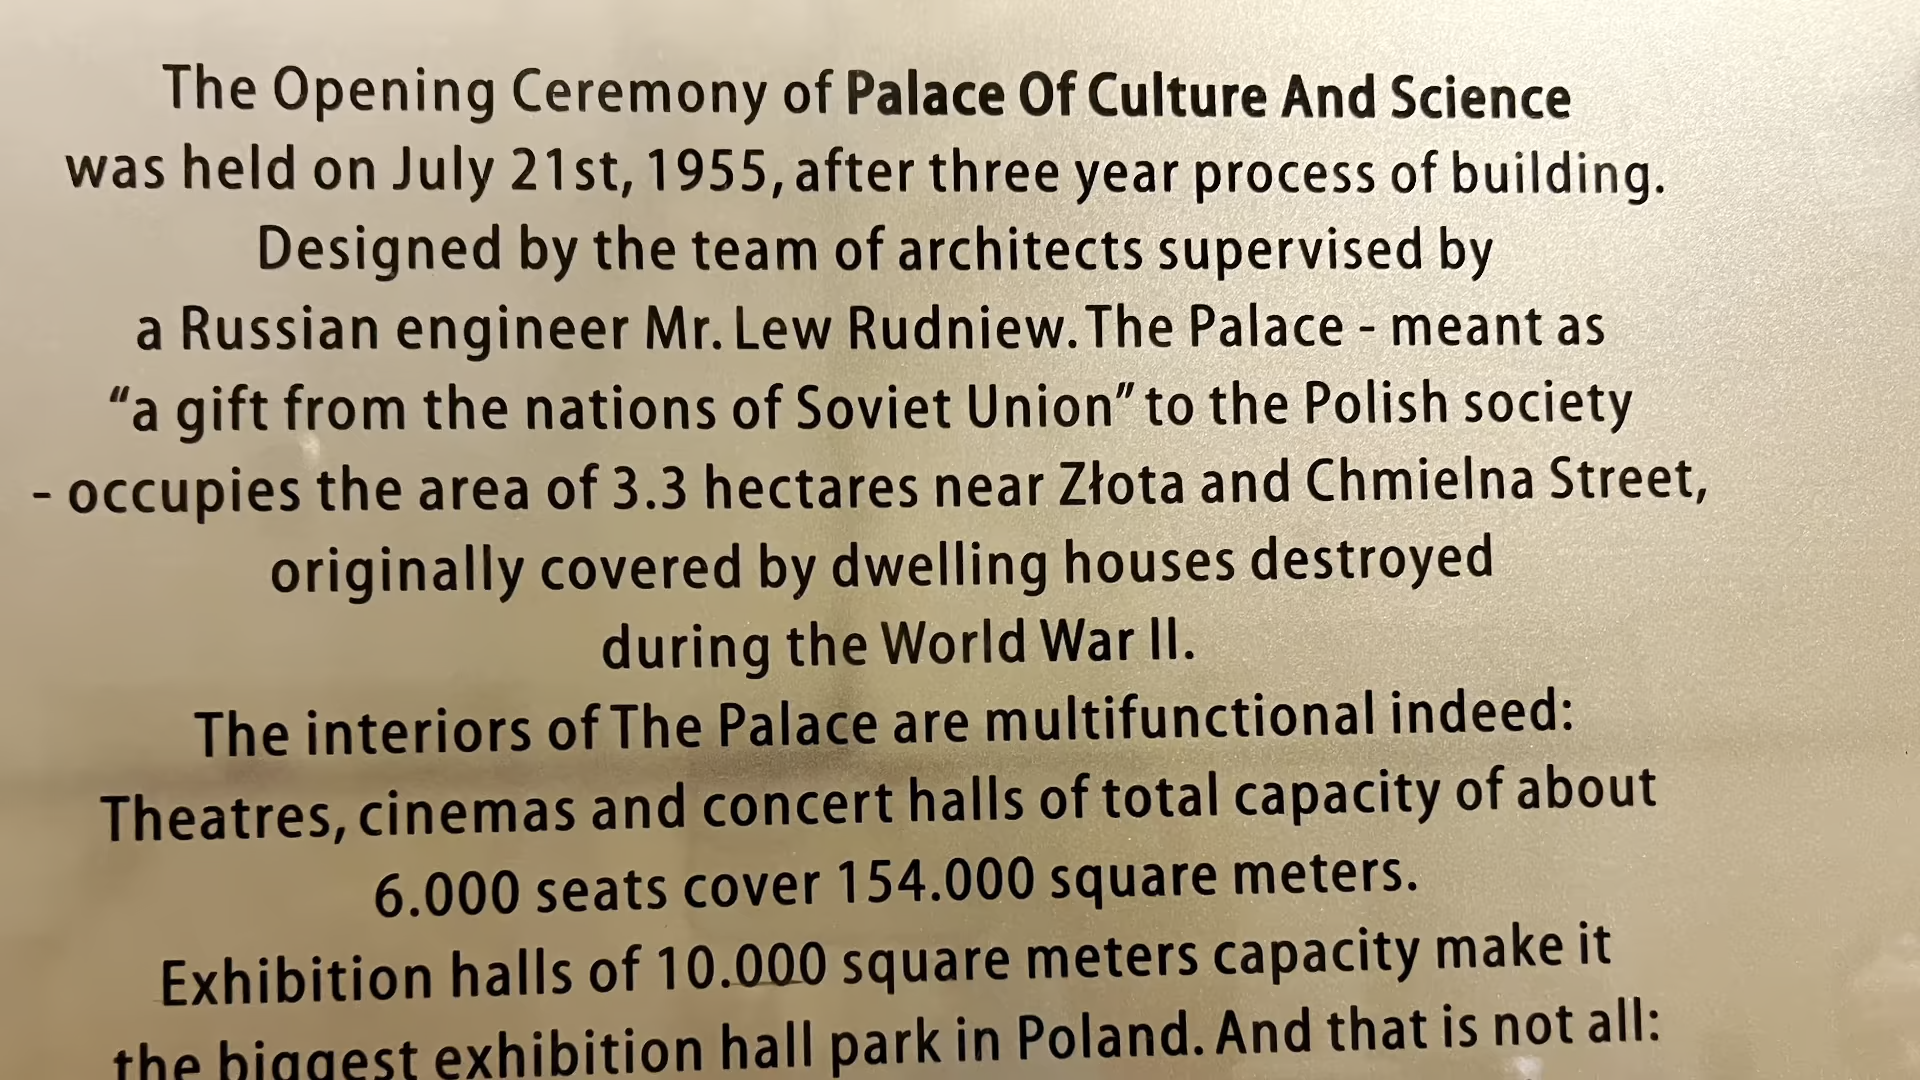 The Opening Ceremony of Palace Of Culture And Science
was held on July 21st, 1955, after three year process of building.
Designed by the team of architects supervised by
a Russian engineer Mr. Lew Rudniew. The Palace - meant as
“a gift from the nations of Soviet Union” to the Polish society
- occupies the area of 3.3 hectares near Złota and Chmielna Street,
originally covered by dwelling houses destroyed
during the World War II.
The interiors of The Palace are multifunctional indeed:
Theatres, cinemas and concert halls of total capacity of about
6.000 seats cover 154.000 square meters.
Exhibition halls of 10.000 square meters capacity make it
the biggest exhibition hall park in Poland. And that is not all: